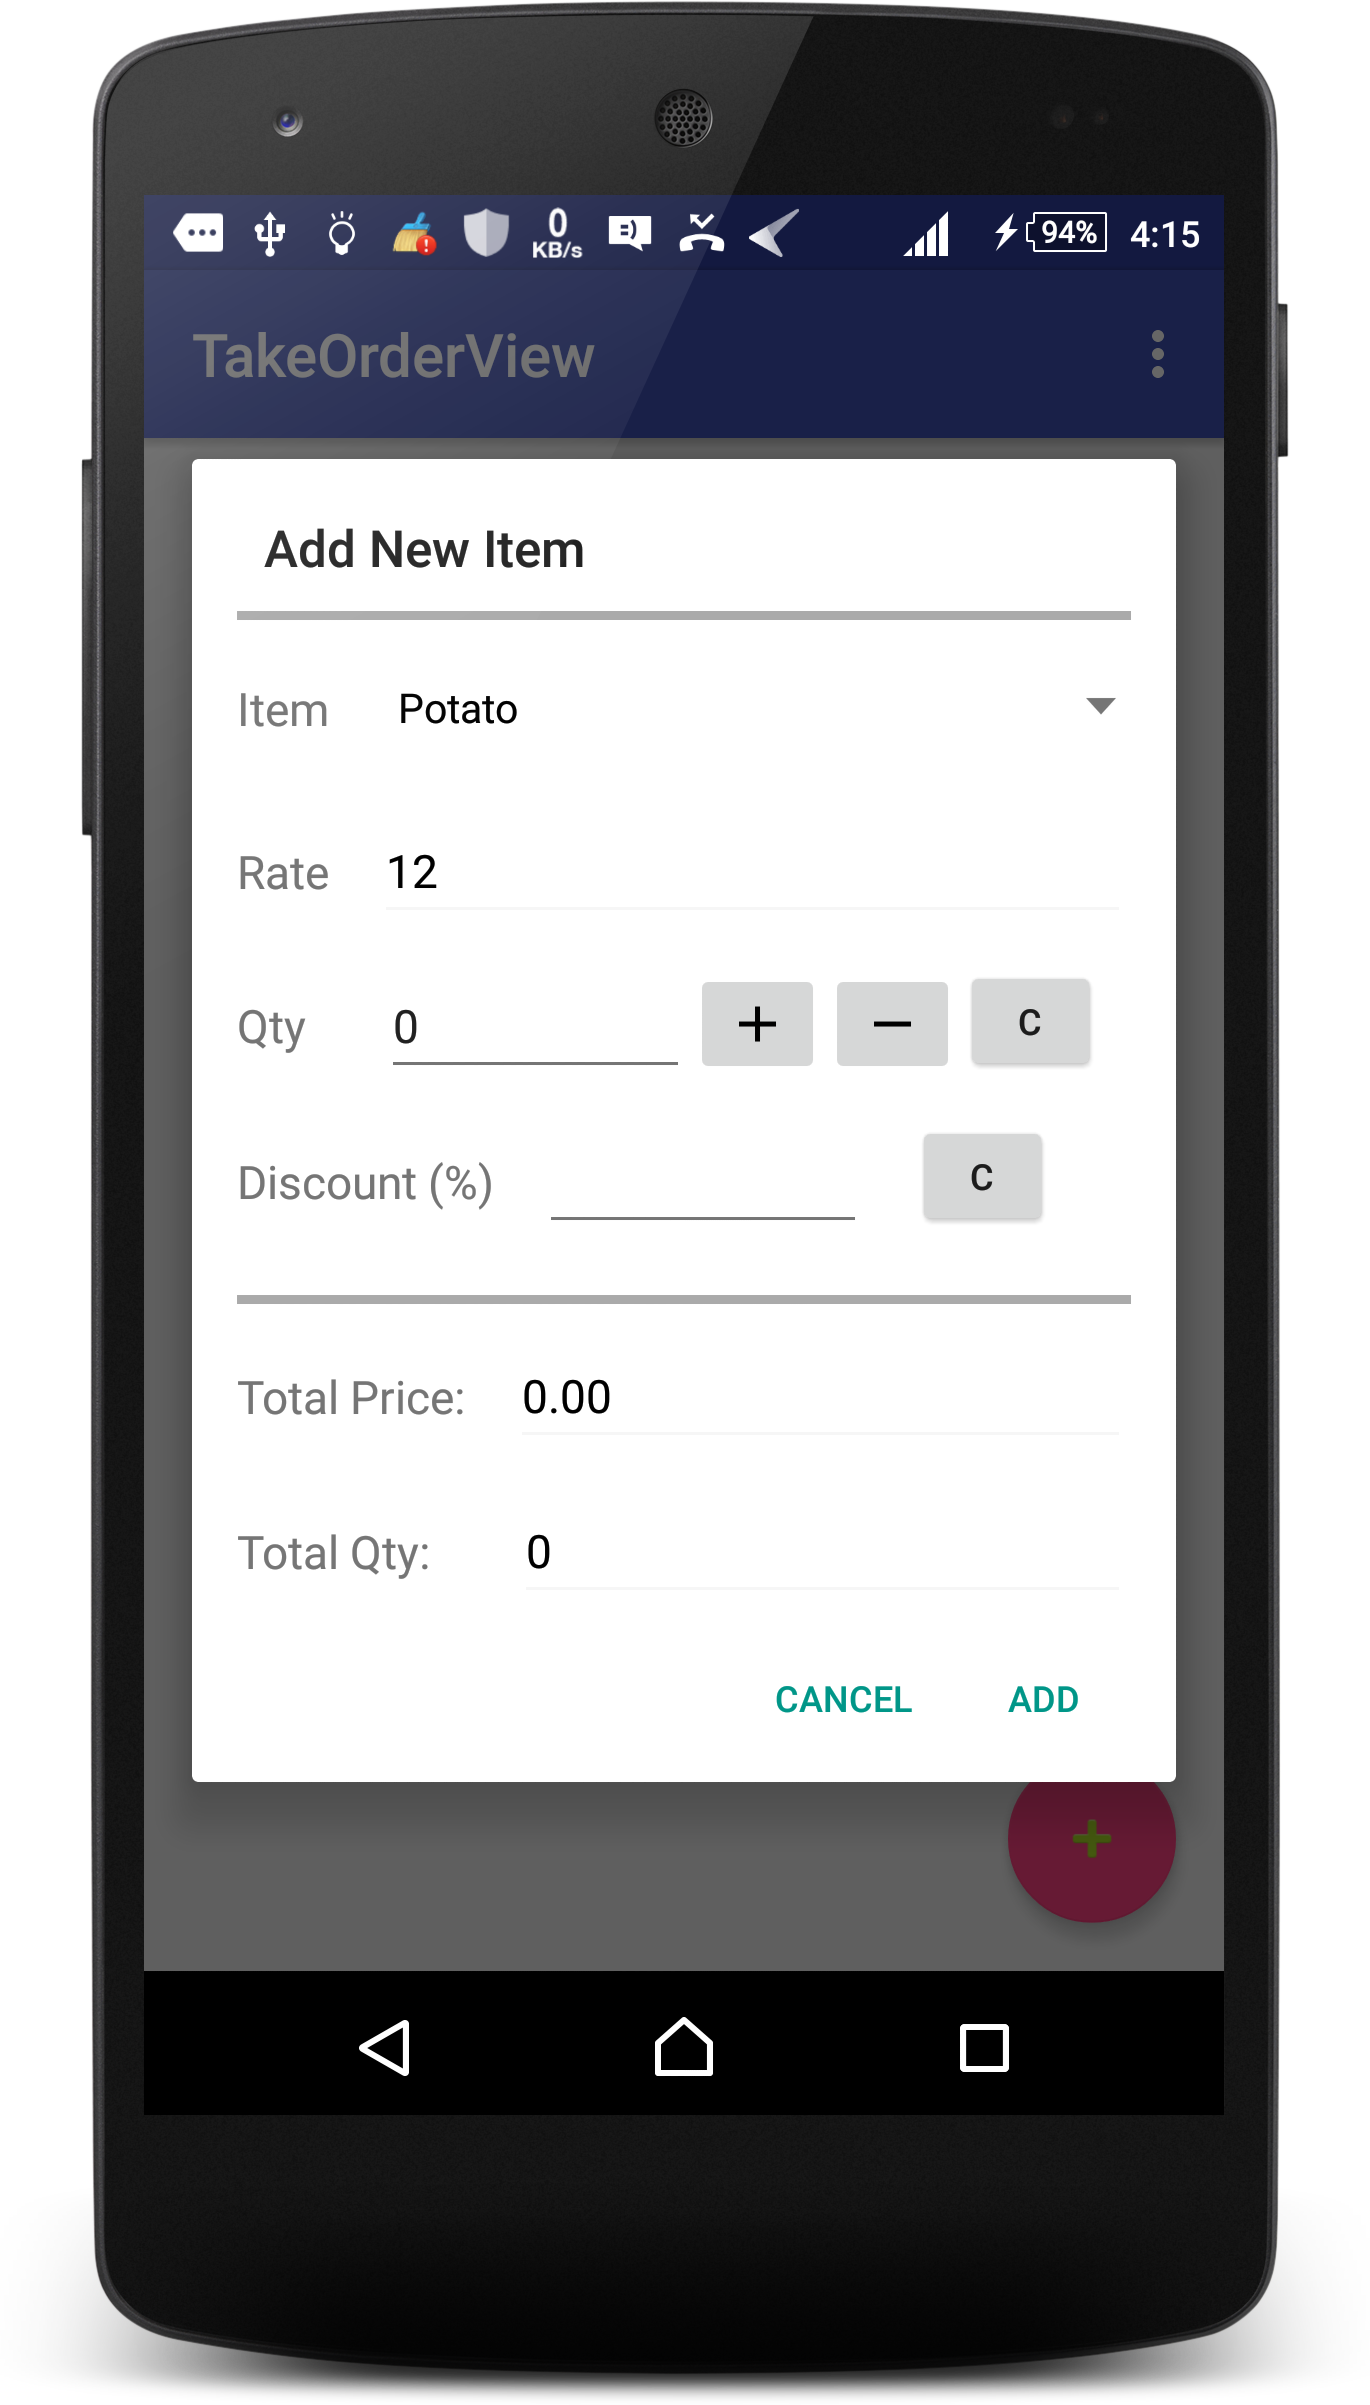 0
KB/s
94% 4:15
TakeOrderView
Add New Item
Item Potato
Rate 12
Qty 0 + − C
Discount (%) C
Total Price: 0.00
Total Qty: 0
CANCEL ADD